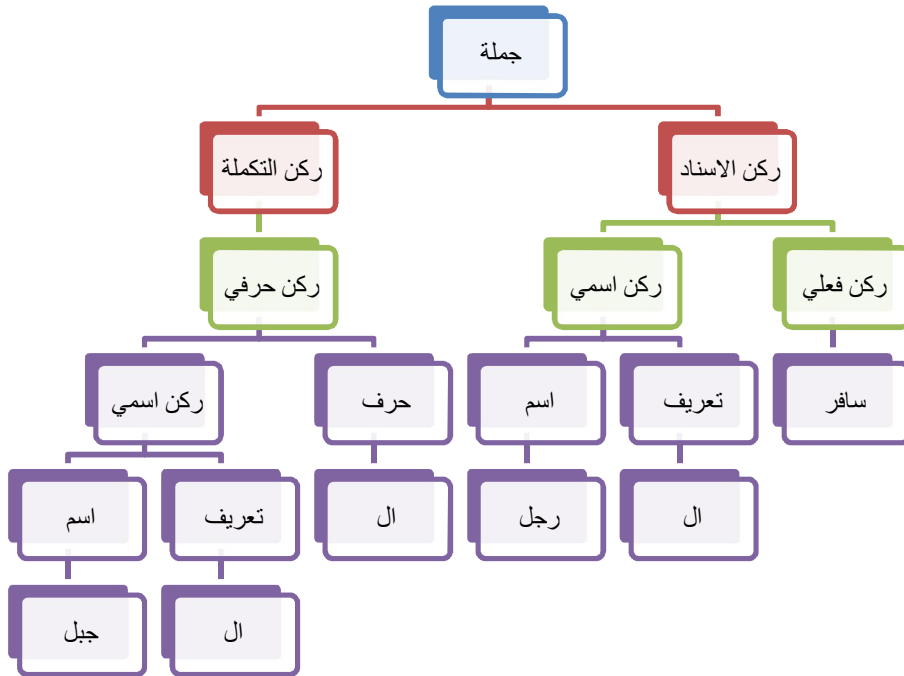 جملة
ركن الاسناد
ركن التكملة
ركن فعلي
ركن اسمي
ركن حرفي
سافر
تعريف
اسم
حرف
ركن اسمي
ال
رجل
ال
تعريف
اسم
ال
جبل